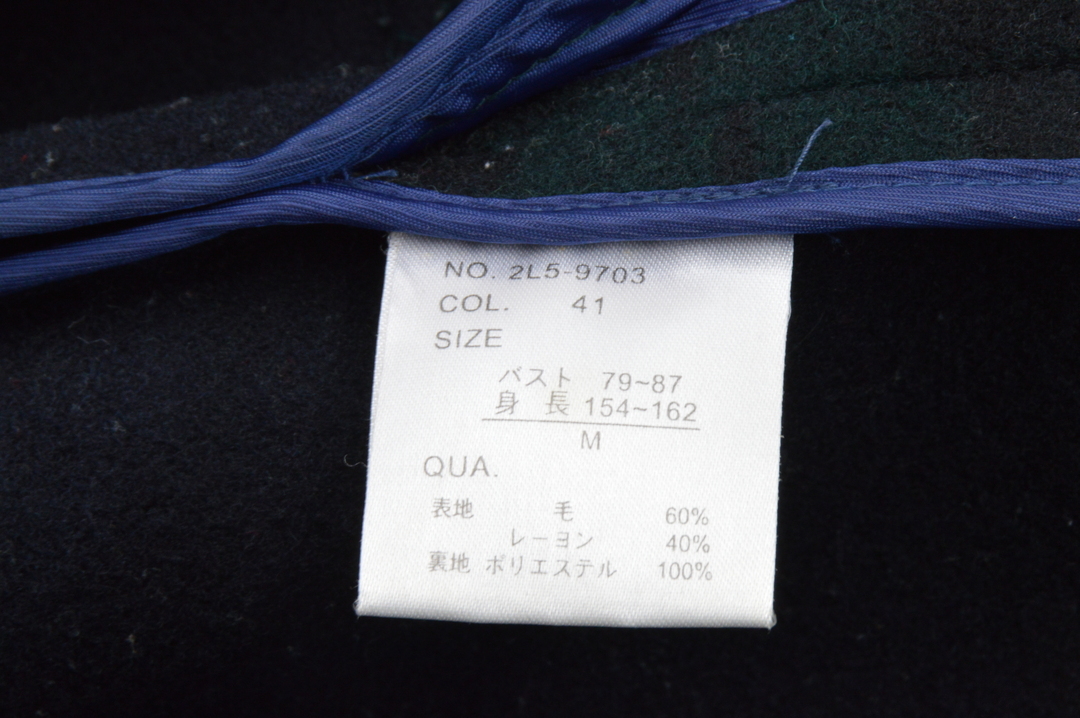 NO. 2L5-9703
COL. 41
SIZE
バスト 79~87
身 長 154~162
M
QUA.
表地 毛 60%
レーヨン 40%
裏地 ポリエステル 100%